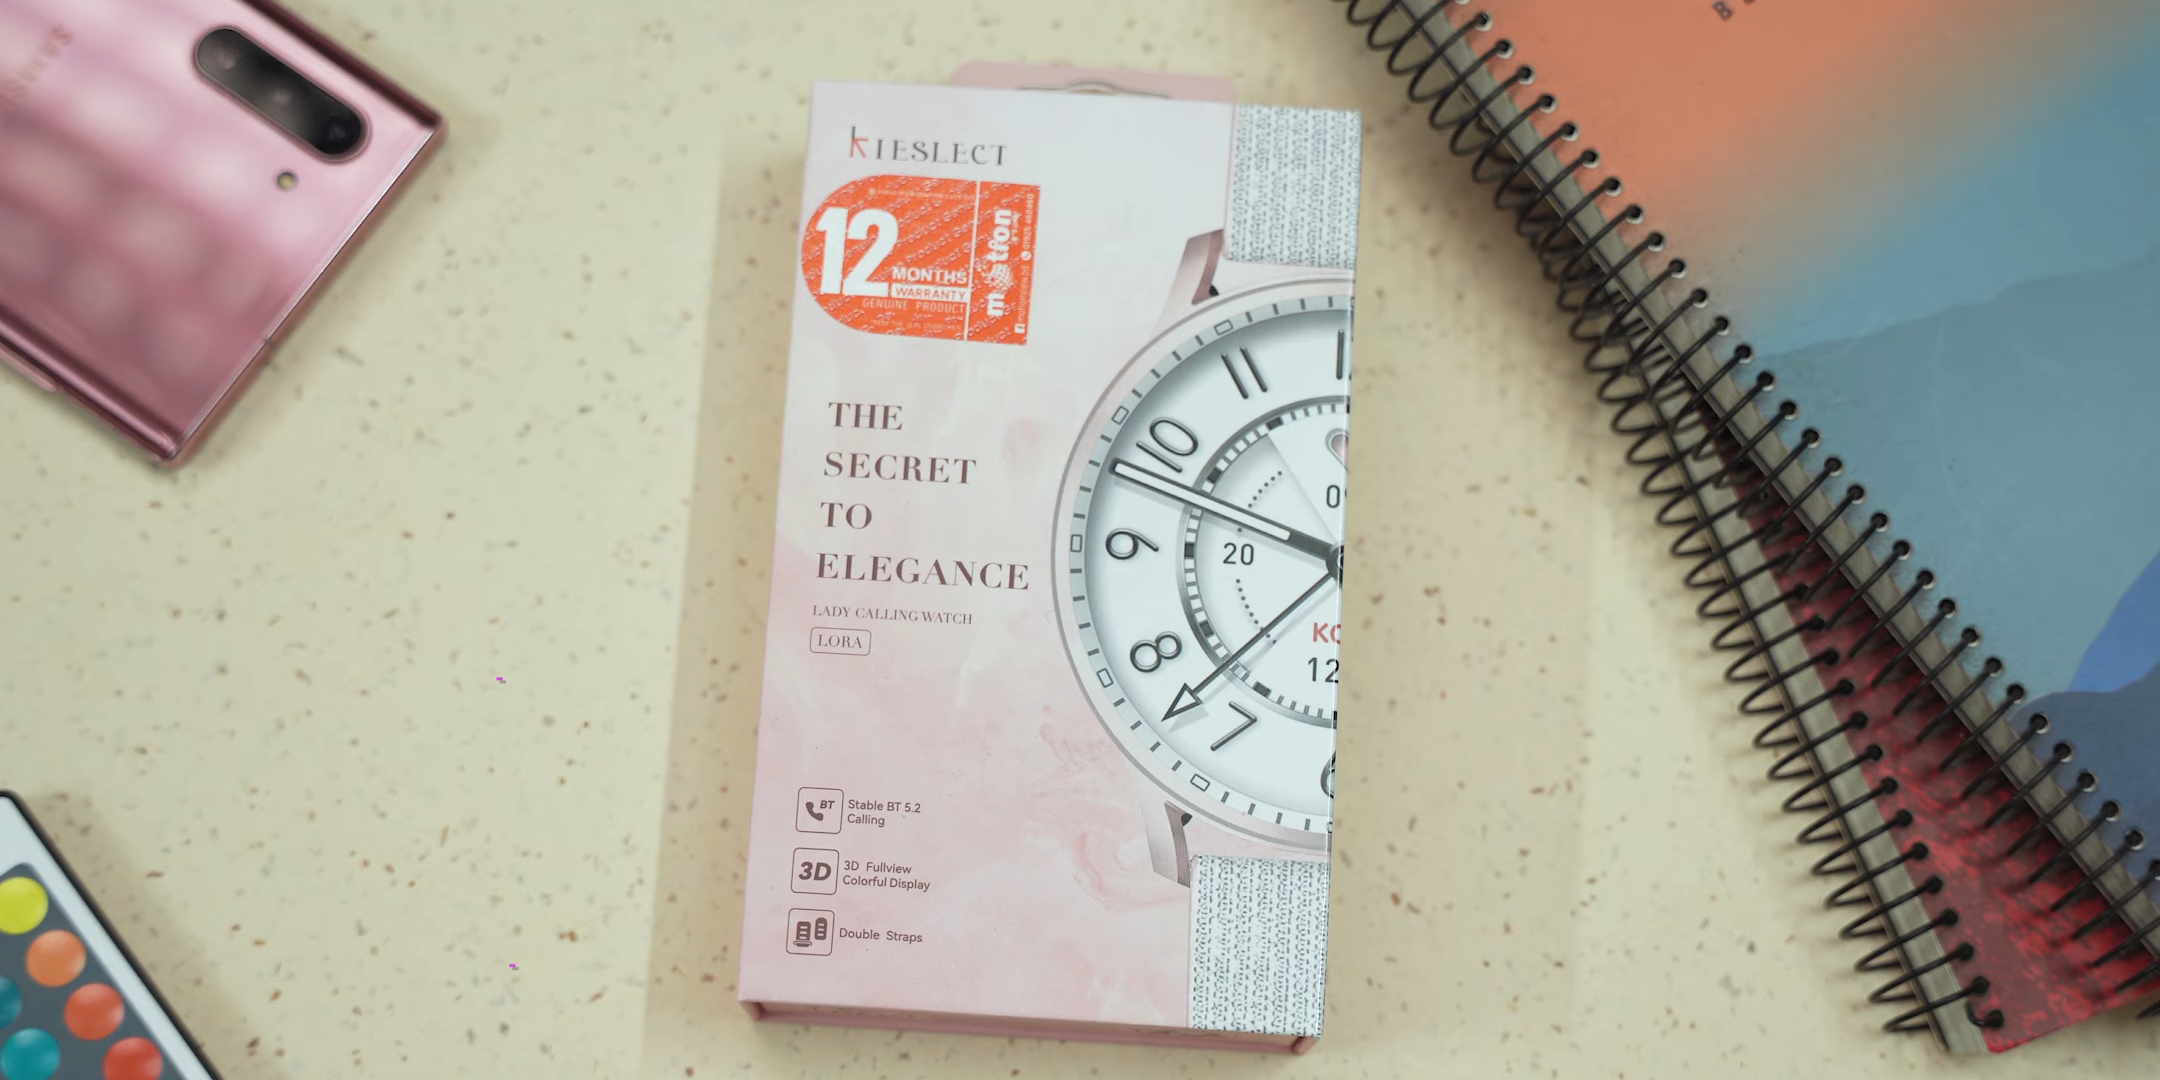 KIESLECT
12
MONTHS
WARRANTY
GENUINE PRODUCT
THE
SECRET
TO
ELEGANCE
LADY CALLING WATCH
LORA
11
10
9
8
7
20
12
BT
Stable BT 5.2
Calling
3D
3D Fullview
Colorful Display
Double Straps